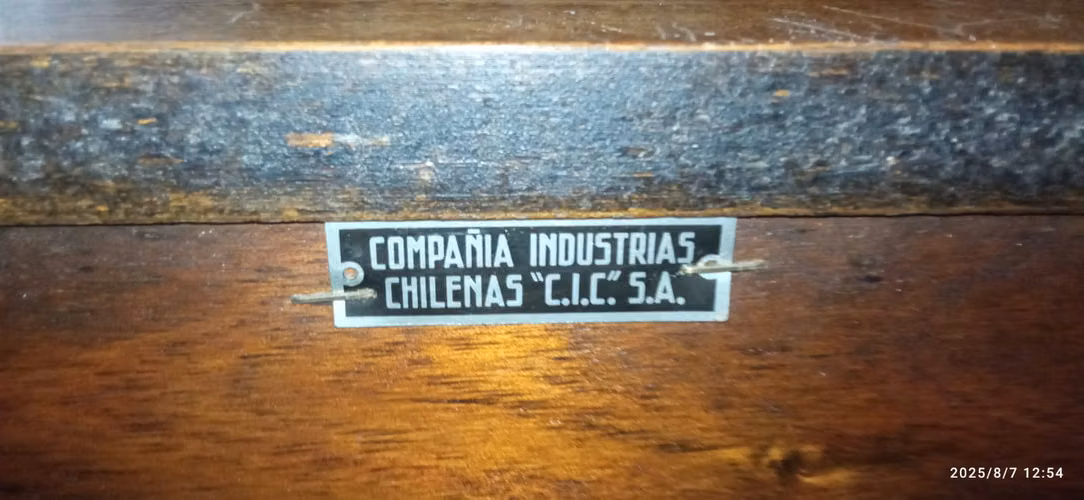 COMPAÑIA INDUSTRIAS
CHILENAS "C.I.C." S.A.
2025/8/7 12:54